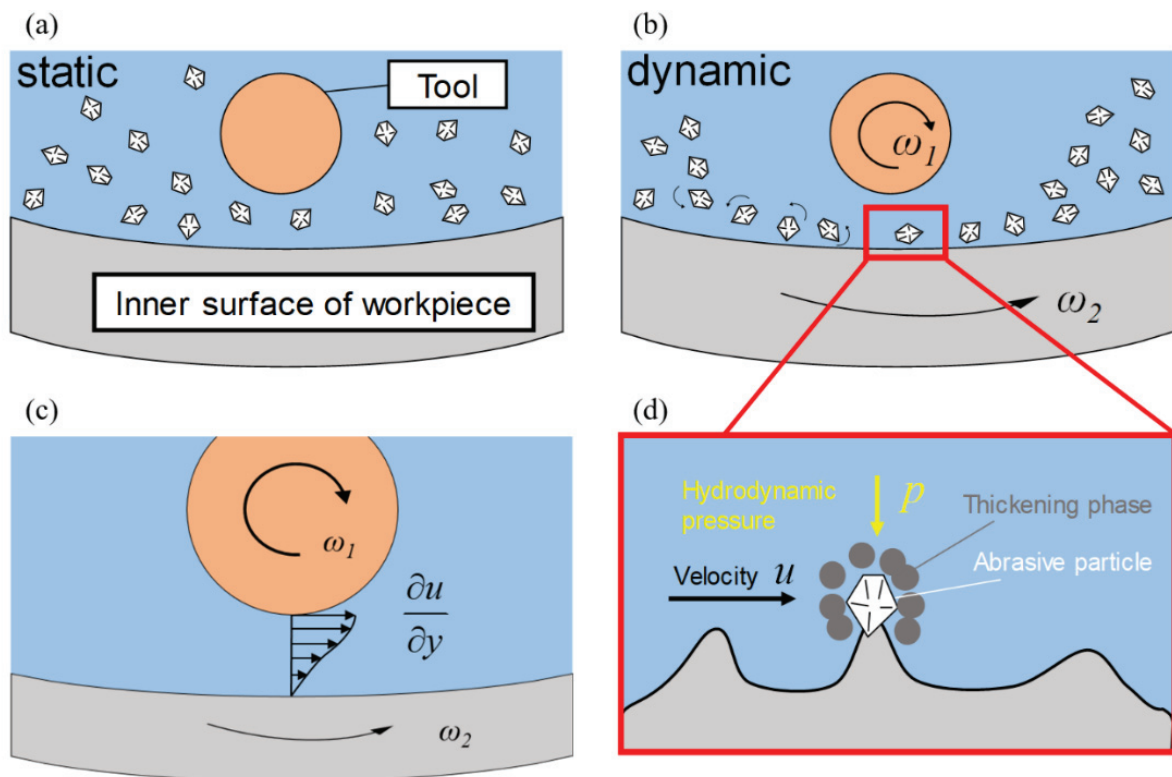 (a)
static
Tool
Inner surface of workpiece
(b)
dynamic
ω₁
ω₂
(c)
ω₁
∂u
∂y
ω₂
(d)
Hydrodynamic
pressure
p
Thickening phase
Abrasive particle
Velocity u